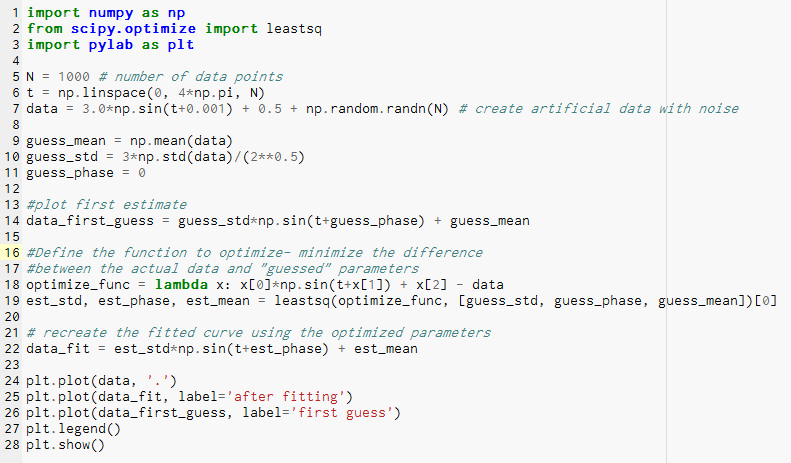 1 import numpy as np
2 from scipy.optimize import leastsq
3 import pylab as plt
4
5 N = 1000 # number of data points
6 t = np.linspace(0, 4*np.pi, N)
7 data = 3.0*np.sin(t+0.001) + 0.5 + np.random.randn(N) # create artificial data with noise
8
9 guess_mean = np.mean(data)
10 guess_std = 3*np.std(data)/(2**0.5)
11 guess_phase = 0
12
13 #plot first estimate
14 data_first_guess = guess_std*np.sin(t+guess_phase) + guess_mean
15
16 #Define the function to optimize- minimize the difference
17 #between the actual data and "guessed" parameters
18 optimize_func = lambda x: x[0]*np.sin(t+x[1]) + x[2] - data
19 est_std, est_phase, est_mean = leastsq(optimize_func, [guess_std, guess_phase, guess_mean])[0]
20
21 # recreate the fitted curve using the optimized parameters
22 data_fit = est_std*np.sin(t+est_phase) + est_mean
23
24 plt.plot(data, '.')
25 plt.plot(data_fit, label='after fitting')
26 plt.plot(data_first_guess, label='first guess')
27 plt.legend()
28 plt.show()